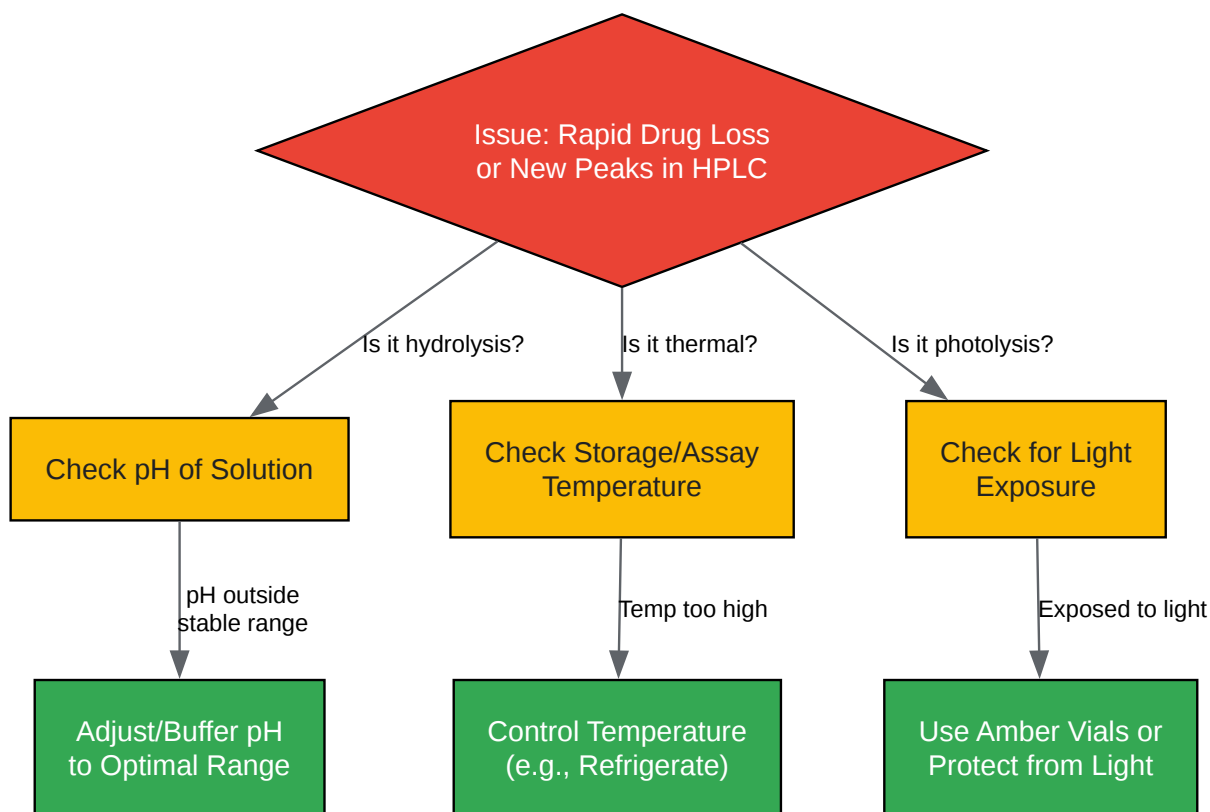 Issue: Rapid Drug Loss
or New Peaks in HPLC
Is it hydrolysis?
Is it thermal?
Is it photolysis?
Check pH of Solution
Check Storage/Assay
Temperature
Check for Light
Exposure
pH outside
stable range
Temp too high
Exposed to light
Adjust/Buffer pH
to Optimal Range
Control Temperature
(e.g., Refrigerate)
Use Amber Vials or
Protect from Light